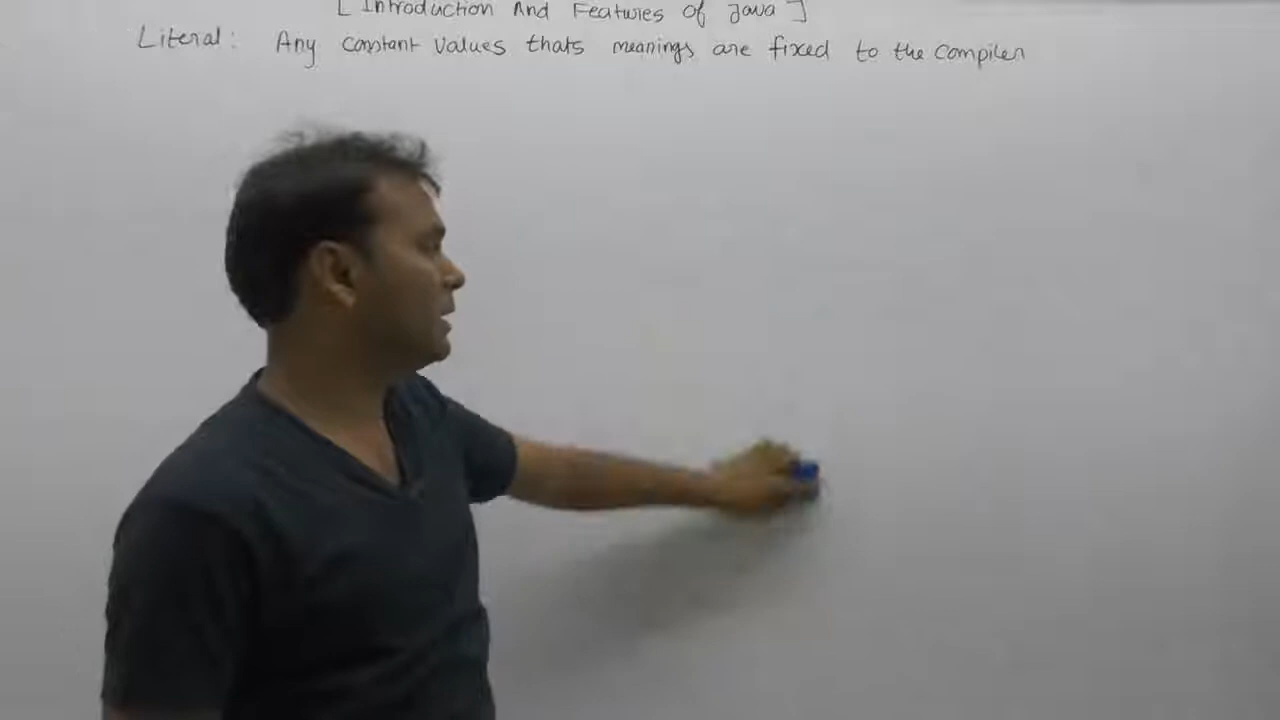 [ Introduction And Features Of Java ]
Literal: Any constant values thats meanings are fixed to the compiler